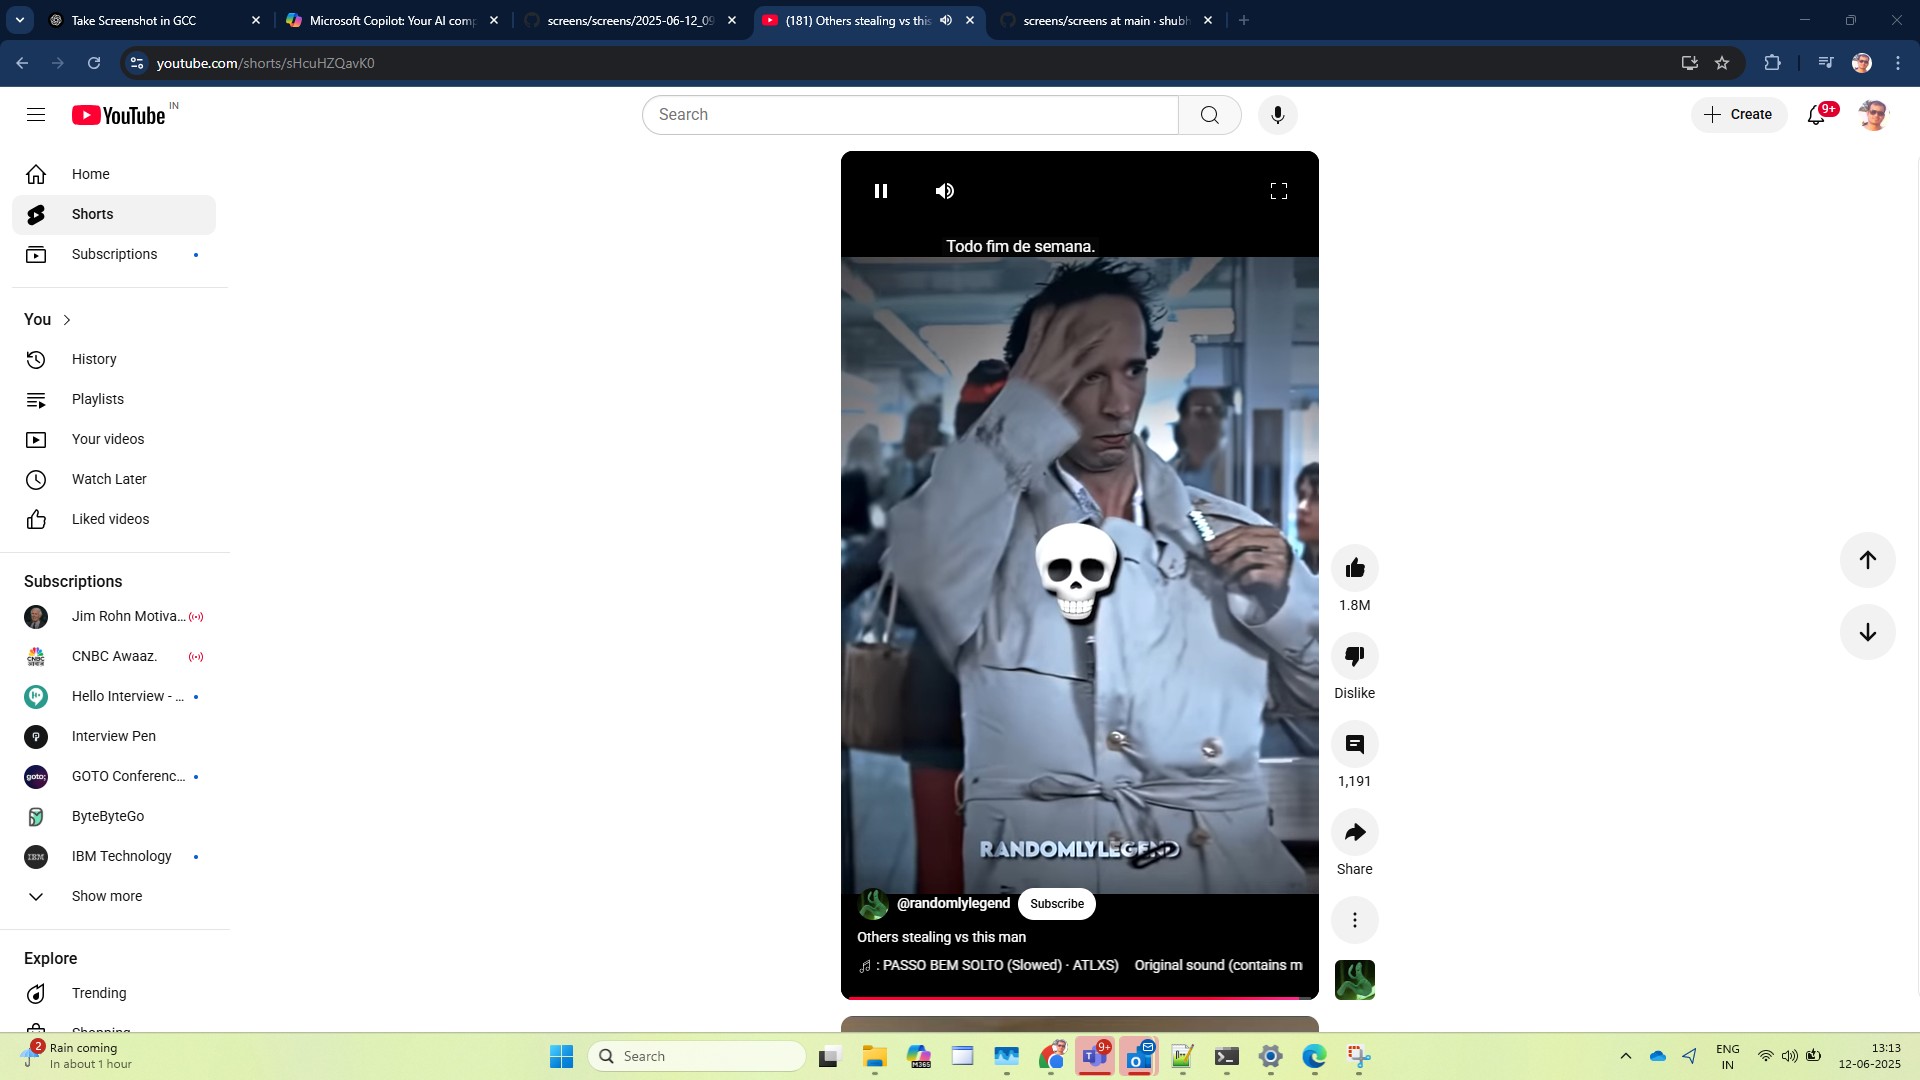 Take Screenshot in GCC
Microsoft Copilot: Your AI comp
screens/screens/2025-06-12_09
(181) Others stealing vs this
screens/screens at main · shubh
youtube.com/shorts/sHcuHZQavK0
YouTube IN
Search
Create
9+
Home
Shorts
Subscriptions
You
History
Playlists
Your videos
Watch Later
Liked videos
Subscriptions
Jim Rohn Motiva...
CNBC Awaaz.
Hello Interview - ...
Interview Pen
GOTO Conferenc...
ByteByteGo
IBM Technology
Show more
Explore
Trending
Shopping
Todo fim de semana.
RANDOMLYLEGEND
@randomlylegend
Subscribe
Others stealing vs this man
: PASSO BEM SOLTO (Slowed) · ATLXS) Original sound (contains m
1.8M
Dislike
1,191
Share
2
Rain coming
In about 1 hour
Search
M365
9+
ENG
IN
13:13
12-06-2025